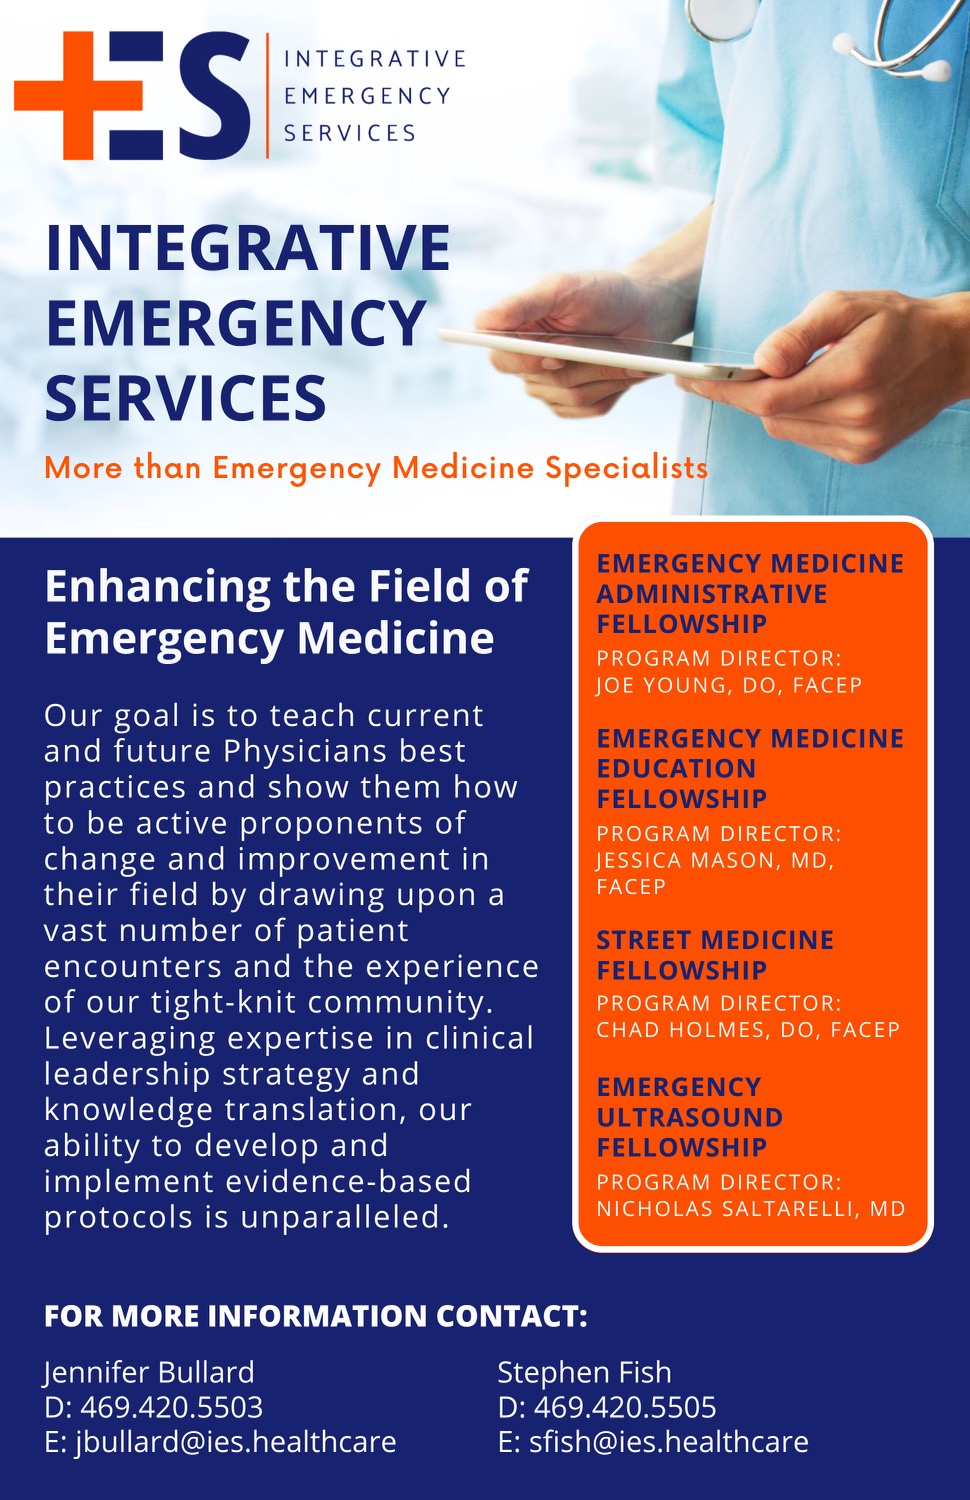 ES
INTEGRATIVE
EMERGENCY
SERVICES
INTEGRATIVE
EMERGENCY
SERVICES
More than Emergency Medicine Specialists
Enhancing the Field of
Emergency Medicine
Our goal is to teach current
and future Physicians best
practices and show them how
to be active proponents of
change and improvement in
their field by drawing upon a
vast number of patient
encounters and the experience
of our tight-knit community.
Leveraging expertise in clinical
leadership strategy and
knowledge translation, our
ability to develop and
implement evidence-based
protocols is unparalleled.
EMERGENCY MEDICINE
ADMINISTRATIVE
FELLOWSHIP
PROGRAM DIRECTOR:
JOE YOUNG, DO, FACEP
EMERGENCY MEDICINE
EDUCATION
FELLOWSHIP
PROGRAM DIRECTOR:
JESSICA MASON, MD,
FACEP
STREET MEDICINE
FELLOWSHIP
PROGRAM DIRECTOR:
CHAD HOLMES, DO, FACEP
EMERGENCY
ULTRASOUND
FELLOWSHIP
PROGRAM DIRECTOR:
NICHOLAS SALTARELLI, MD
FOR MORE INFORMATION CONTACT:
Jennifer Bullard
D: 469.420.5503
E: jbullard@ies.healthcare
Stephen Fish
D: 469.420.5505
E: sfish@ies.healthcare